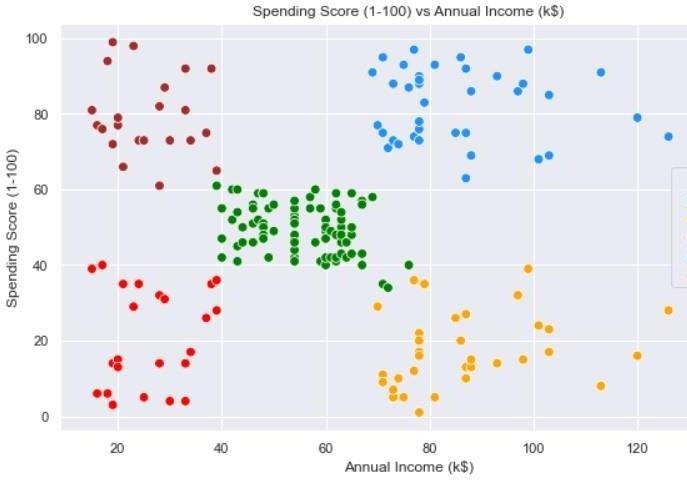 Spending Score (1-100) vs Annual Income (k$)
100
80
60
40
20
0
Spending Score (1-100)
20 40 60 80 100 120
Annual Income (k$)